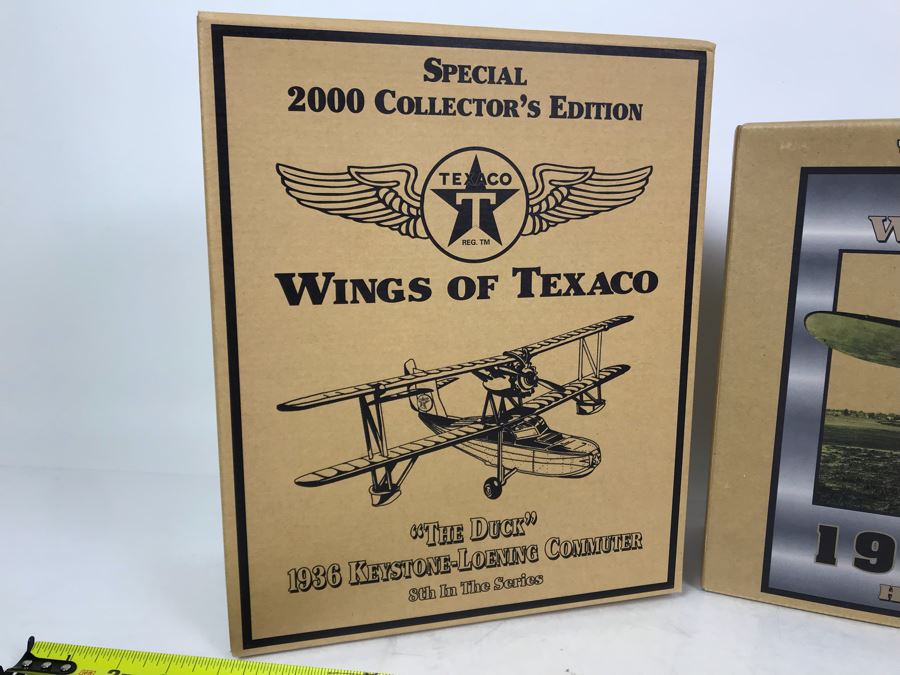 Special
2000 Collector's Edition
TEXACO
T
REG. TM
Wings of Texaco
"The Duck"
1936 Keystone-Loening Commuter
8th In The Series
W
19
H